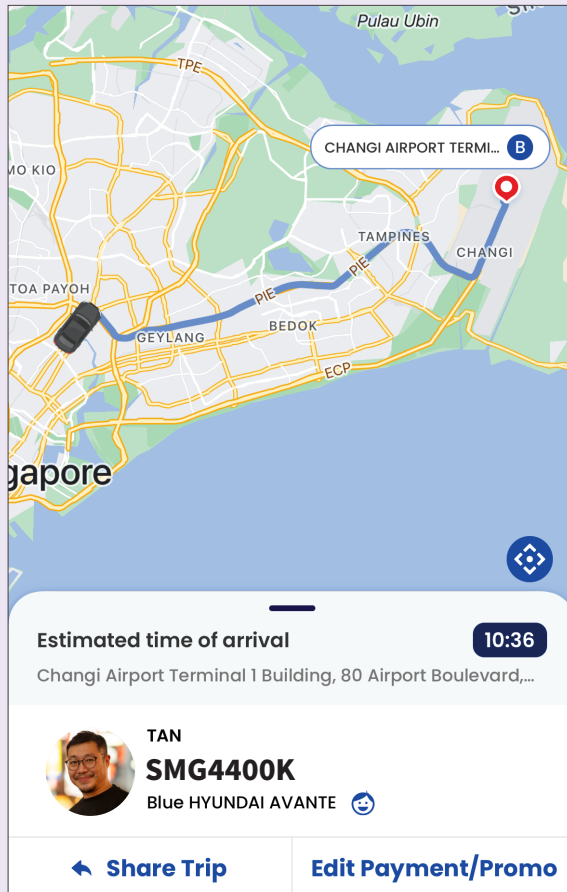 Pulau Ubin
TPE
CHANGI AIRPORT TERMI... B
MO KIO
TAMPINES
CHANGI
PIE
TOA PAYOH
PIE
BEDOK
GEYLANG
ECP
gapore
Estimated time of arrival
10:36
Changi Airport Terminal 1 Building, 80 Airport Boulevard,...
TAN
SMG4400K
Blue HYUNDAI AVANTE
Share Trip
Edit Payment/Promo